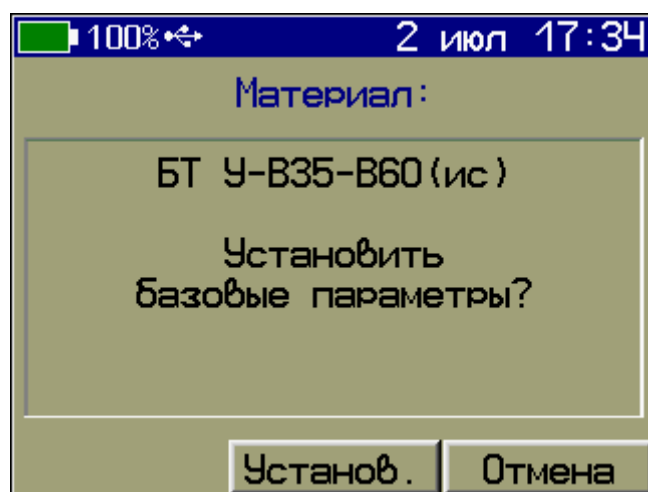 100% 2 июл 17:34
Материал:
БТ У-В35-В60(ис)
Установить
базовые параметры?
Установ. Отмена